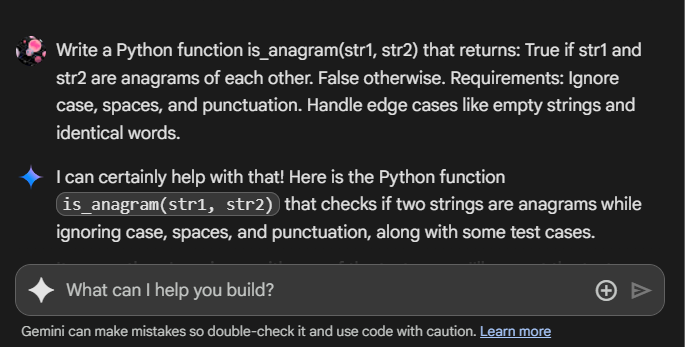 Write a Python function is_anagram(str1, str2) that returns: True if str1 and
str2 are anagrams of each other. False otherwise. Requirements: Ignore
case, spaces, and punctuation. Handle edge cases like empty strings and
identical words.
I can certainly help with that! Here is the Python function
is_anagram(str1, str2) that checks if two strings are anagrams while
ignoring case, spaces, and punctuation, along with some test cases.
What can I help you build?
Gemini can make mistakes so double-check it and use code with caution. Learn more